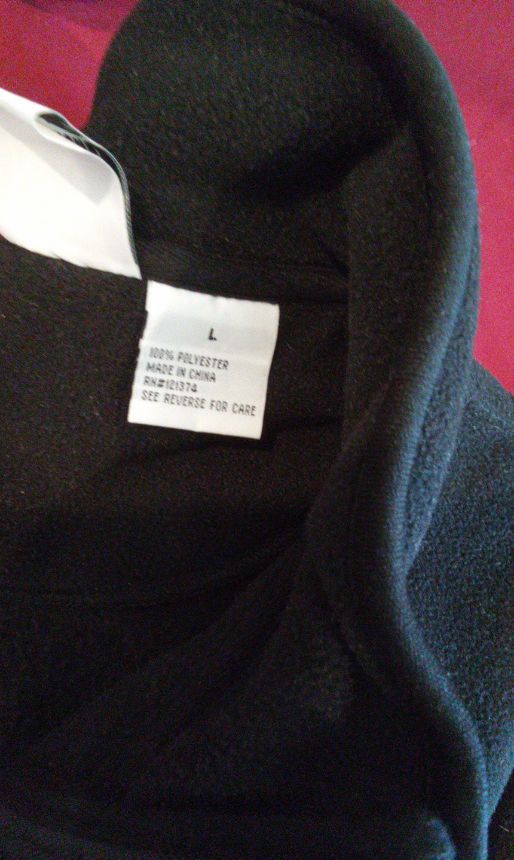 L
100% POLYESTER
MADE IN CHINA
RN#121374
SEE REVERSE FOR CARE